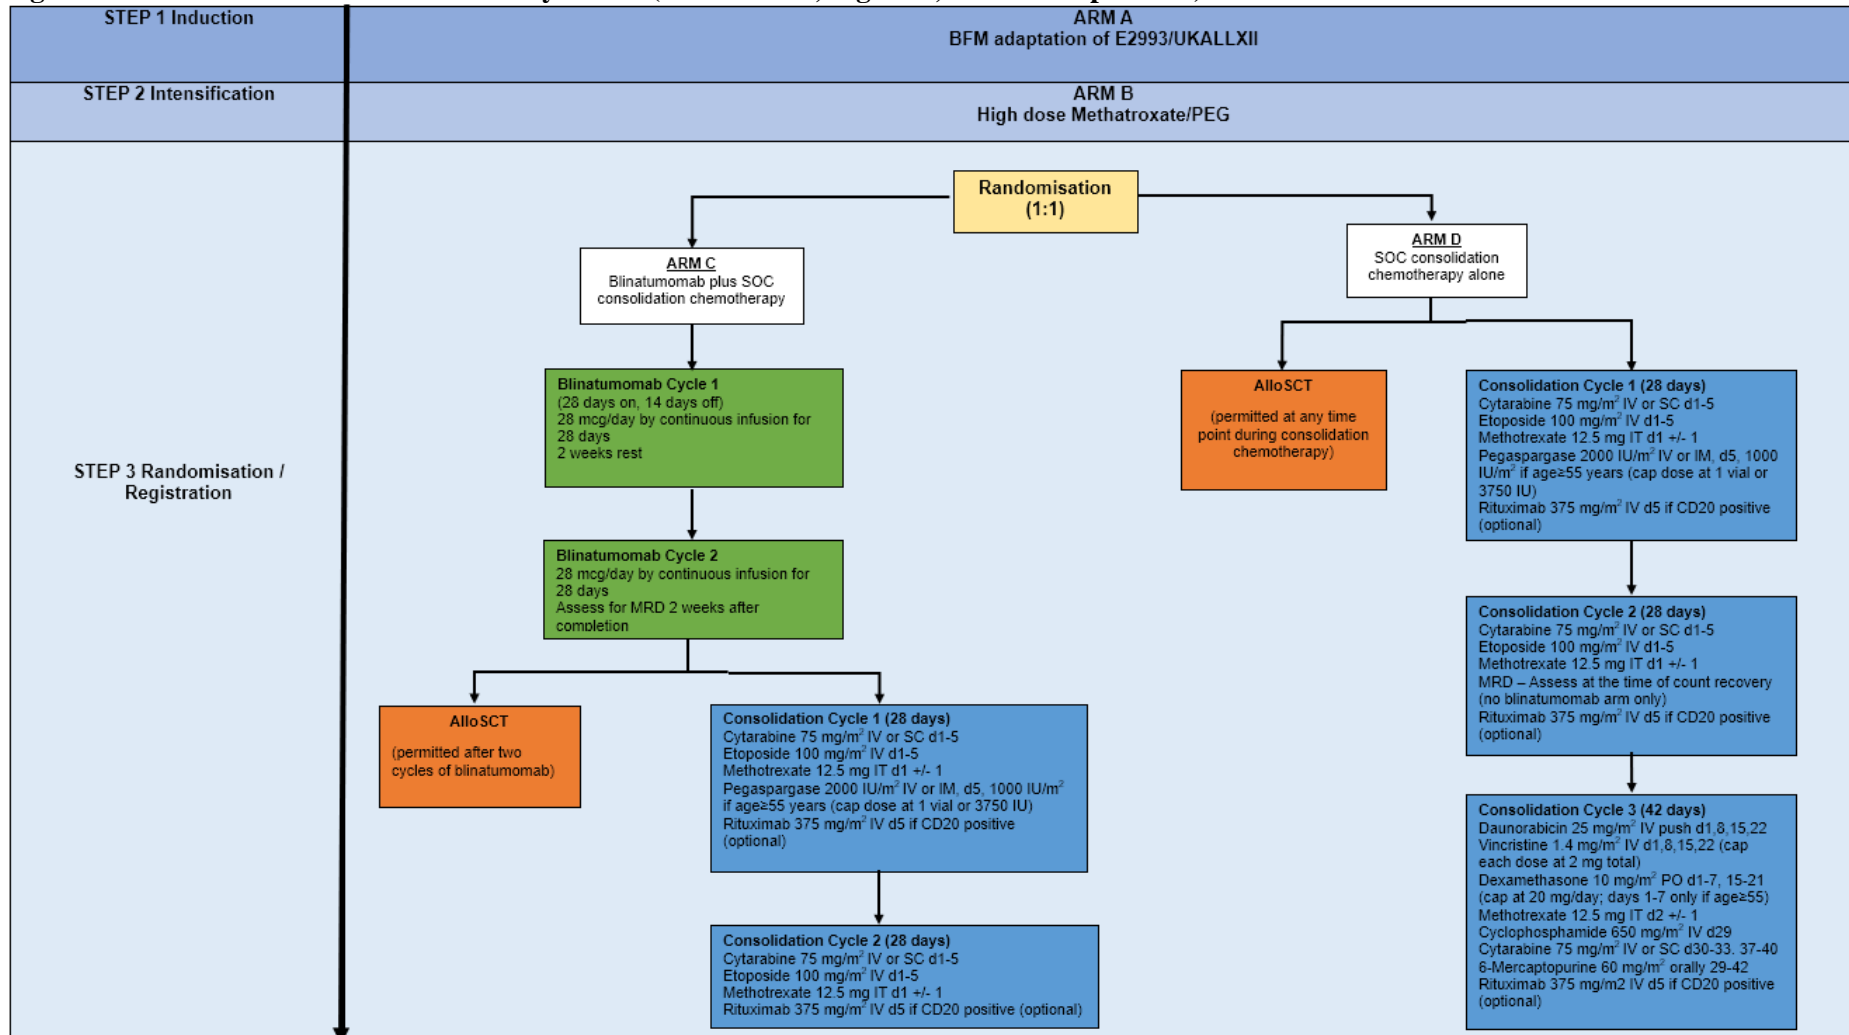 STEP 1 Induction
ARM A
BFM adaptation of E2993/UKALLXII
STEP 2 Intensification
ARM B
High dose Methatroxate/PEG
STEP 3 Randomisation /
Registration
Randomisation
(1:1)
ARM C
Blinatumomab plus SOC
consolidation chemotherapy
Blinatumomab Cycle 1
(28 days on, 14 days off)
28 mcg/day by continuous infusion for
28 days
2 weeks rest
Blinatumomab Cycle 2
28 mcg/day by continuous infusion for
28 days
Assess for MRD 2 weeks after
completion
AlloSCT
(permitted after two
cycles of blinatumomab)
Consolidation Cycle 1 (28 days)
Cytarabine 75 mg/m² IV or SC d1-5
Etoposide 100 mg/m² IV d1-5
Methotrexate 12.5 mg IT d1 +/- 1
Pegaspargase 2000 IU/m² IV or IM, d5, 1000 IU/m²
if age≥55 years (cap dose at 1 vial or 3750 IU)
Rituximab 375 mg/m² IV d5 if CD20 positive
(optional)
Consolidation Cycle 2 (28 days)
Cytarabine 75 mg/m² IV or SC d1-5
Etoposide 100 mg/m² IV d1-5
Methotrexate 12.5 mg IT d1 +/- 1
Rituximab 375 mg/m² IV d5 if CD20 positive (optional)
ARM D
SOC consolidation
chemotherapy alone
AlloSCT
(permitted at any time
point during consolidation
chemotherapy)
Consolidation Cycle 1 (28 days)
Cytarabine 75 mg/m² IV or SC d1-5
Etoposide 100 mg/m² IV d1-5
Methotrexate 12.5 mg IT d1 +/- 1
Pegaspargase 2000 IU/m² IV or IM, d5, 1000
IU/m² if age≥55 years (cap dose at 1 vial or
3750 IU)
Rituximab 375 mg/m² IV d5 if CD20 positive
(optional)
Consolidation Cycle 2 (28 days)
Cytarabine 75 mg/m² IV or SC d1-5
Etoposide 100 mg/m² IV d1-5
Methotrexate 12.5 mg IT d1 +/- 1
MRD – Assess at the time of count recovery
(no blinatumomab arm only)
Rituximab 375 mg/m² IV d5 if CD20 positive
(optional)
Consolidation Cycle 3 (42 days)
Daunorabicin 25 mg/m² IV push d1,8,15,22
Vincristine 1.4 mg/m² IV d1,8,15,22 (cap
each dose at 2 mg total)
Dexamethasone 10 mg/m² PO d1-7, 15-21
(cap at 20 mg/day; days 1-7 only if age≥55)
Methotrexate 12.5 mg IT d2 +/- 1
Cyclophosphamide 650 mg/m² IV d29
Cytarabine 75 mg/m² IV or SC d30-33. 37-40
6-Mercaptopurine 60 mg/m² orally 29-42
Rituximab 375 mg/m2 IV d5 if CD20 positive
(optional)